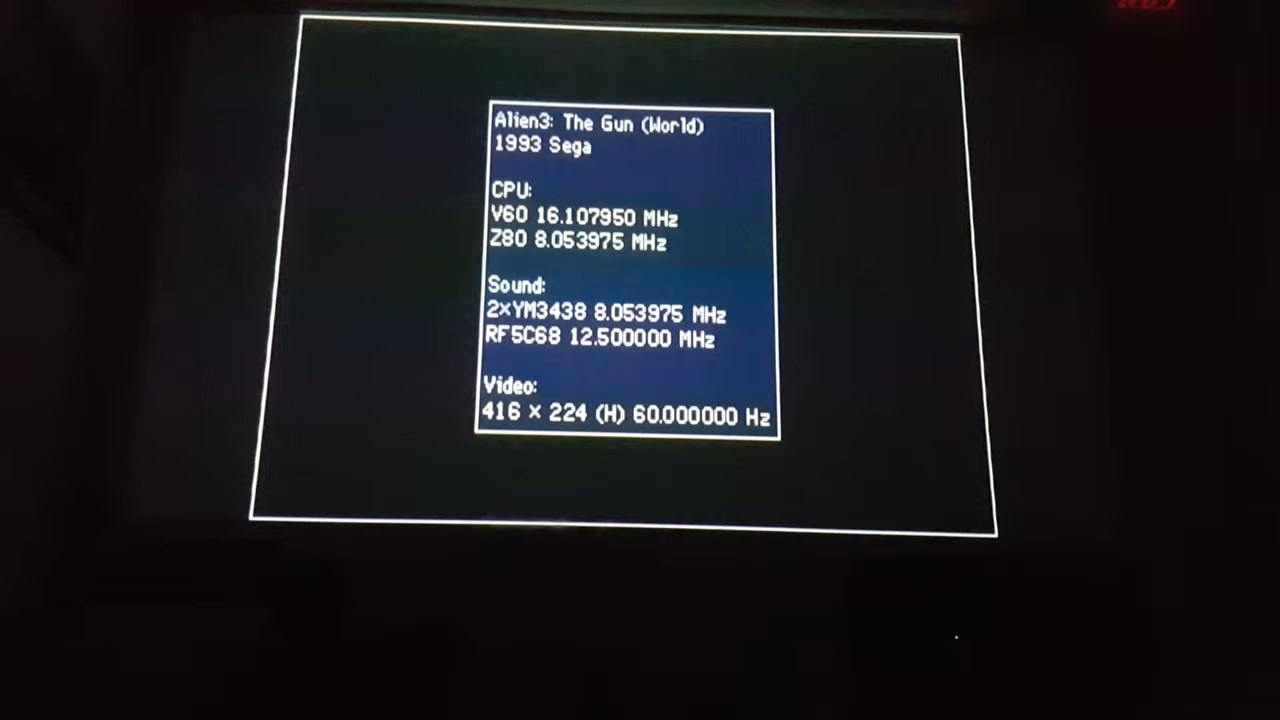 Alien3: The Gun (World)
1993 Sega
CPU:
V60 16.107950 MHz
Z80 8.053975 MHz
Sound:
2×YM3438 8.053975 MHz
RF5C68 12.500000 MHz
Video:
416 × 224 (H) 60.000000 Hz